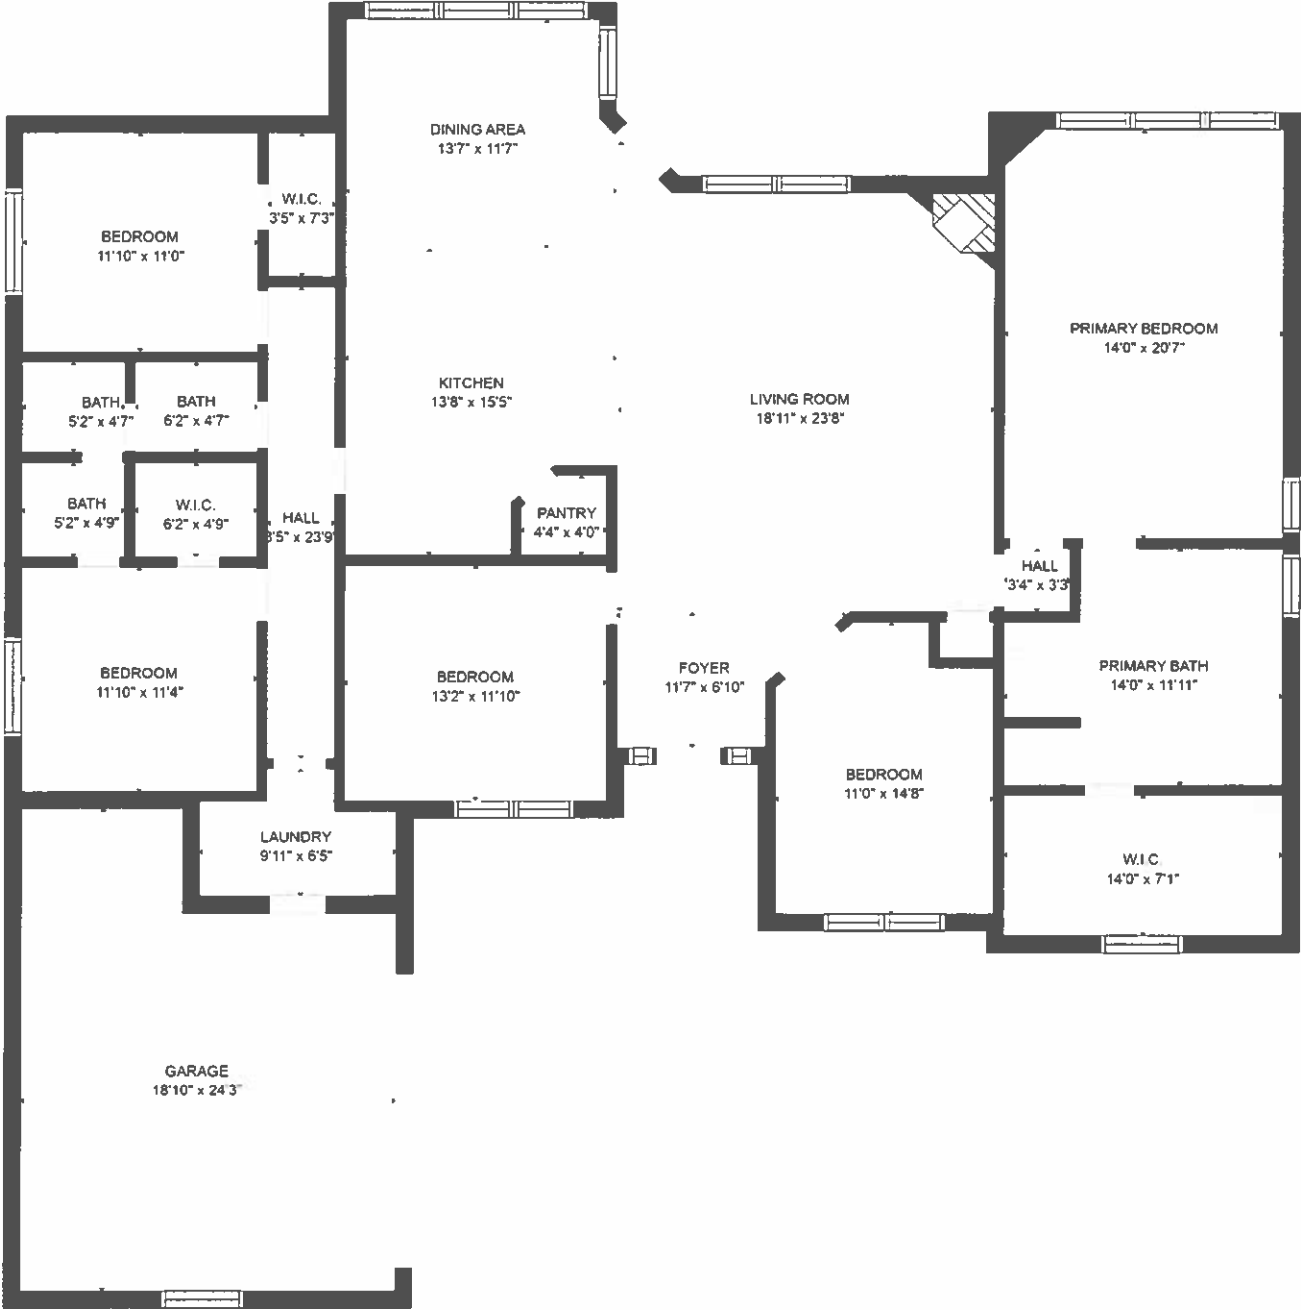 DINING AREA
13'7" x 11'7"
W.I.C.
3'5" x 7'3"
BEDROOM
11'10" x 11'0"
PRIMARY BEDROOM
14'0" x 20'7"
KITCHEN
13'8" x 15'5"
LIVING ROOM
18'11" x 23'8"
BATH
5'2" x 4'7"
BATH
6'2" x 4'7"
BATH
5'2" x 4'9"
W.I.C.
6'2" x 4'9"
HALL
3'5" x 23'9"
PANTRY
4'4" x 4'0"
HALL
3'4" x 3'3"
BEDROOM
11'10" x 11'4"
BEDROOM
13'2" x 11'10"
FOYER
11'7" x 6'10"
PRIMARY BATH
14'0" x 11'11"
BEDROOM
11'0" x 14'8"
LAUNDRY
9'11" x 6'5"
W.I.C.
14'0" x 7'1"
GARAGE
18'10" x 24'3"